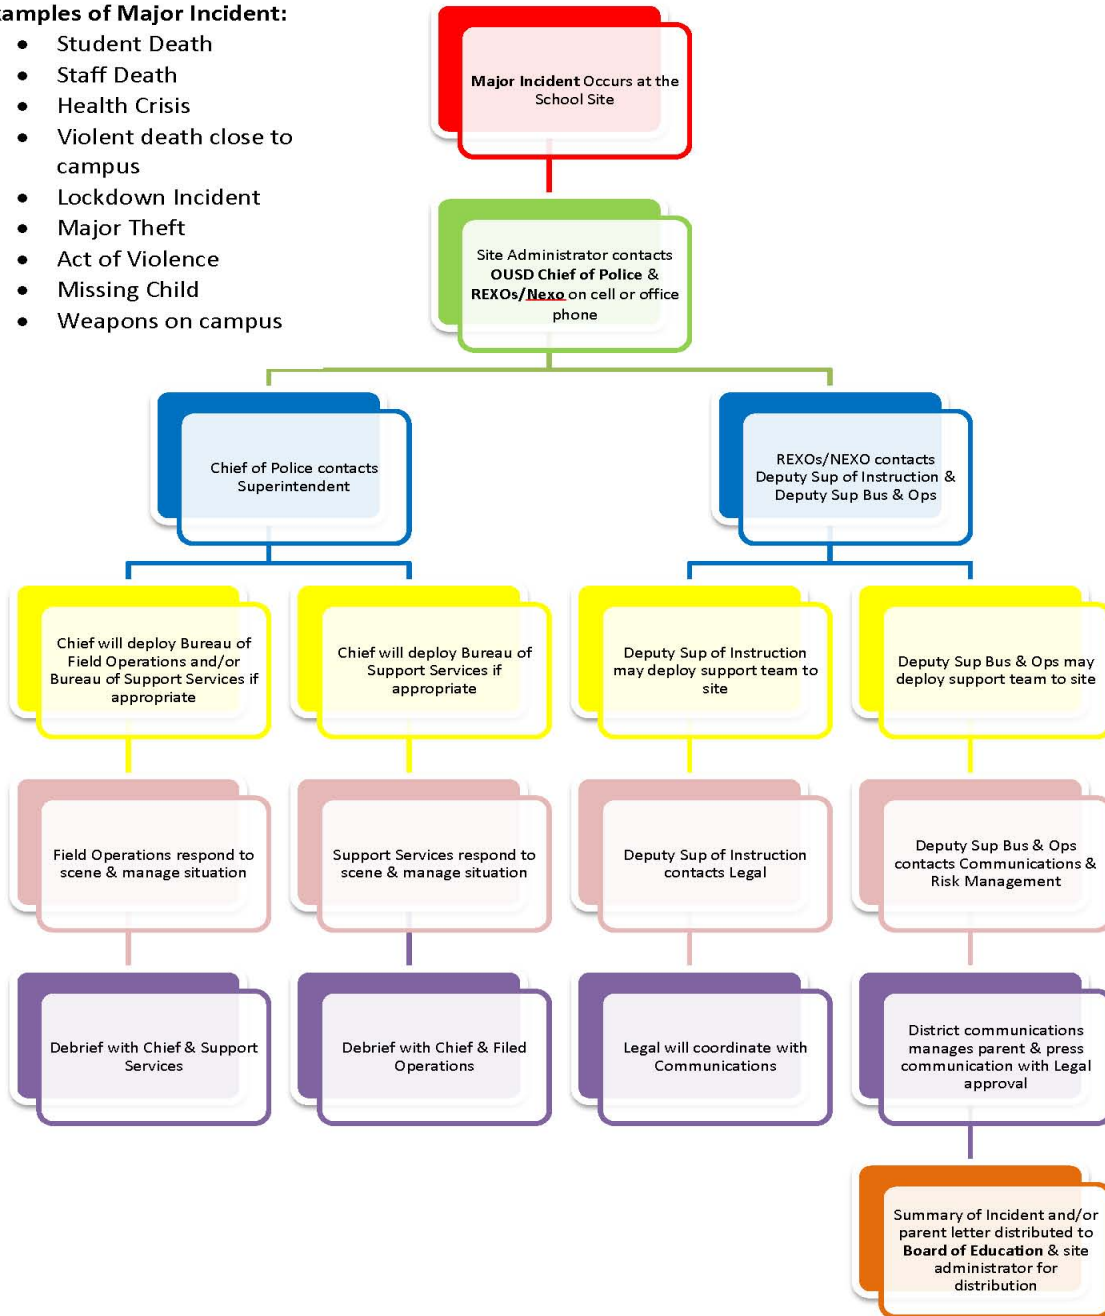 xamples of Major Incident:
• Student Death
• Staff Death
• Health Crisis
• Violent death close to
campus
• Lockdown Incident
• Major Theft
• Act of Violence
• Missing Child
• Weapons on campus
Major Incident Occurs at the
School Site
Site Administrator contacts
OUSD Chief of Police &
REXOs/Nexo on cell or office
phone
Chief of Police contacts
Superintendent
REXOs/NEXO contacts
Deputy Sup of Instruction &
Deputy Sup Bus & Ops
Chief will deploy Bureau of
Field Operations and/or
Bureau of Support Services if
appropriate
Chief will deploy Bureau of
Support Services if
appropriate
Deputy Sup of Instruction
may deploy support team to
site
Deputy Sup Bus & Ops may
deploy support team to site
Field Operations respond to
scene & manage situation
Support Services respond to
scene & manage situation
Deputy Sup of Instruction
contacts Legal
Deputy Sup Bus & Ops
contacts Communications &
Risk Management
Debrief with Chief & Support
Services
Debrief with Chief & Filed
Operations
Legal will coordinate with
Communications
District communications
manages parent & press
communication with Legal
approval
Summary of Incident and/or
parent letter distributed to
Board of Education & site
administrator for
distribution